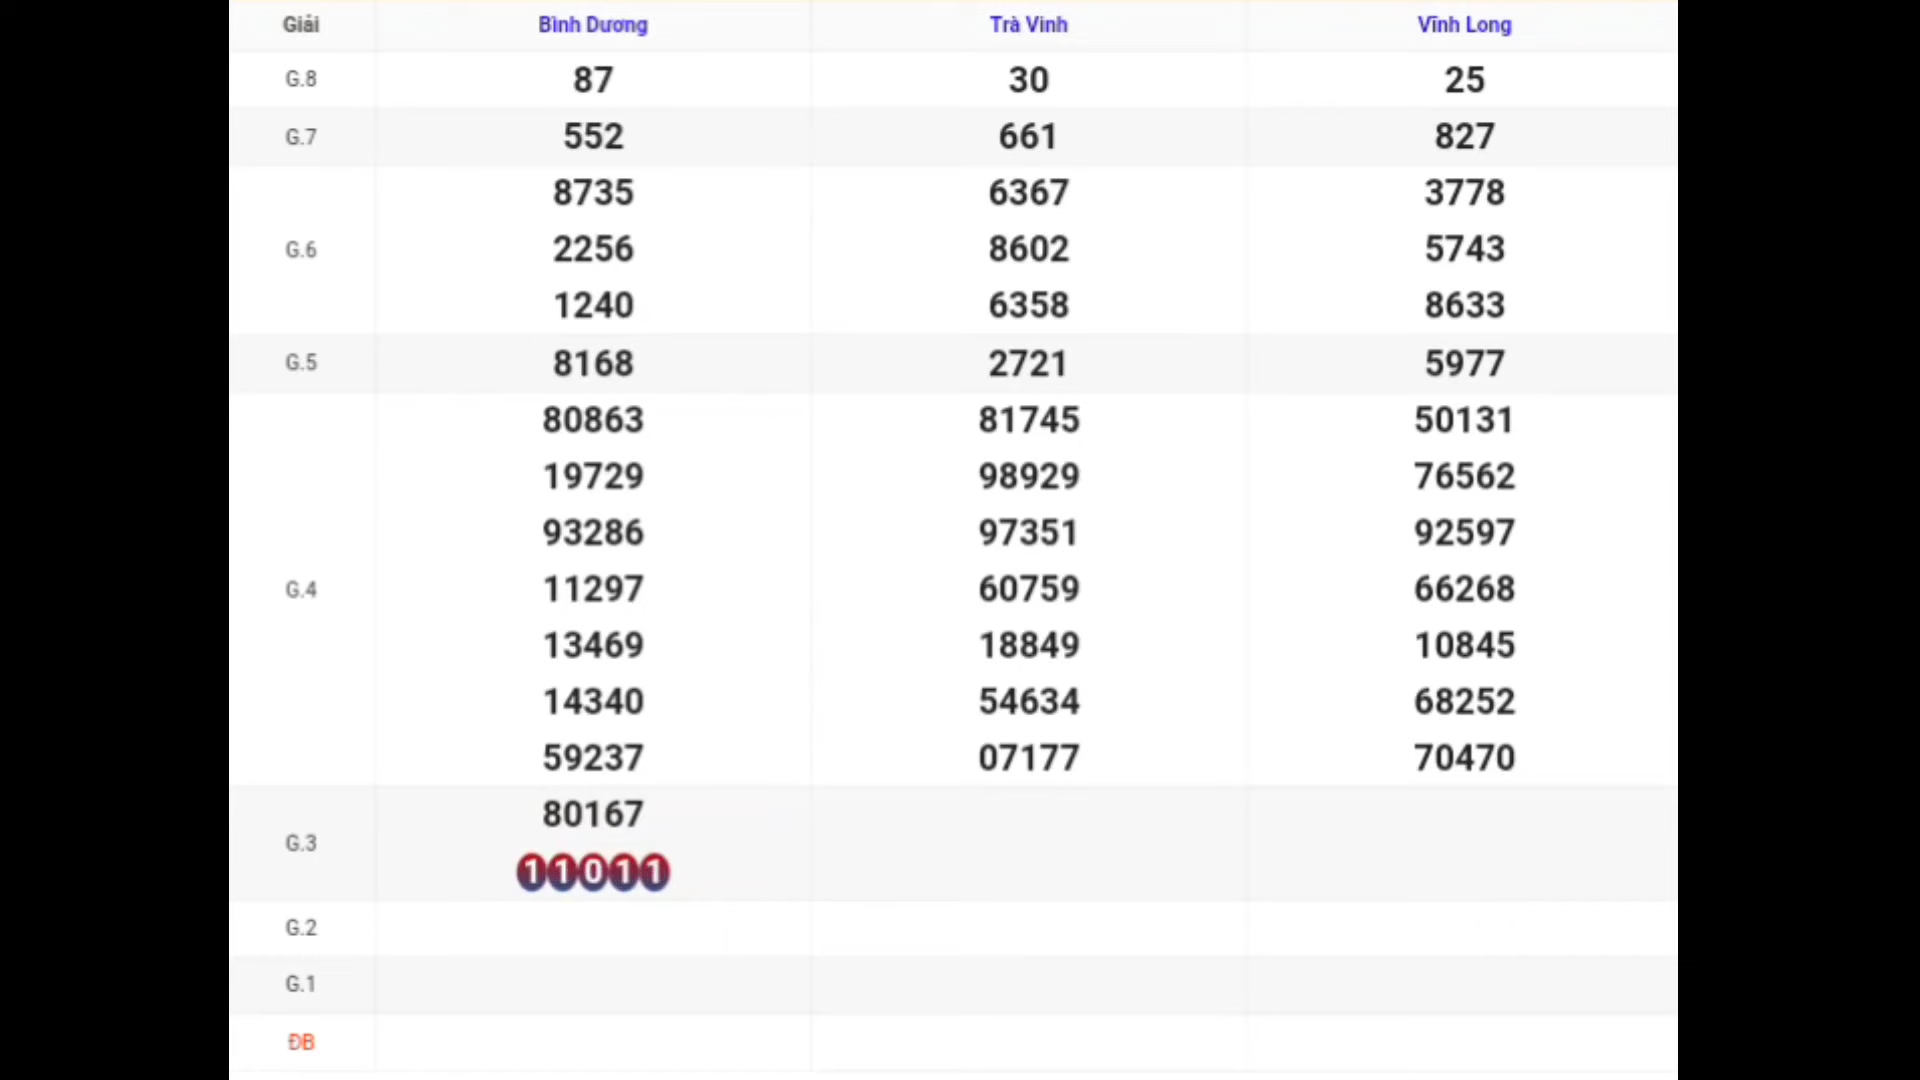 Giải Bình Dương Trà Vinh Vĩnh Long
G.8 87 30 25
G.7 552 661 827
8735 6367 3778
G.6 2256 8602 5743
1240 6358 8633
G.5 8168 2721 5977
80863 81745 50131
19729 98929 76562
93286 97351 92597
G.4 11297 60759 66268
13469 18849 10845
14340 54634 68252
59237 07177 70470
80167
G.3
11011
G.2
G.1
ĐB